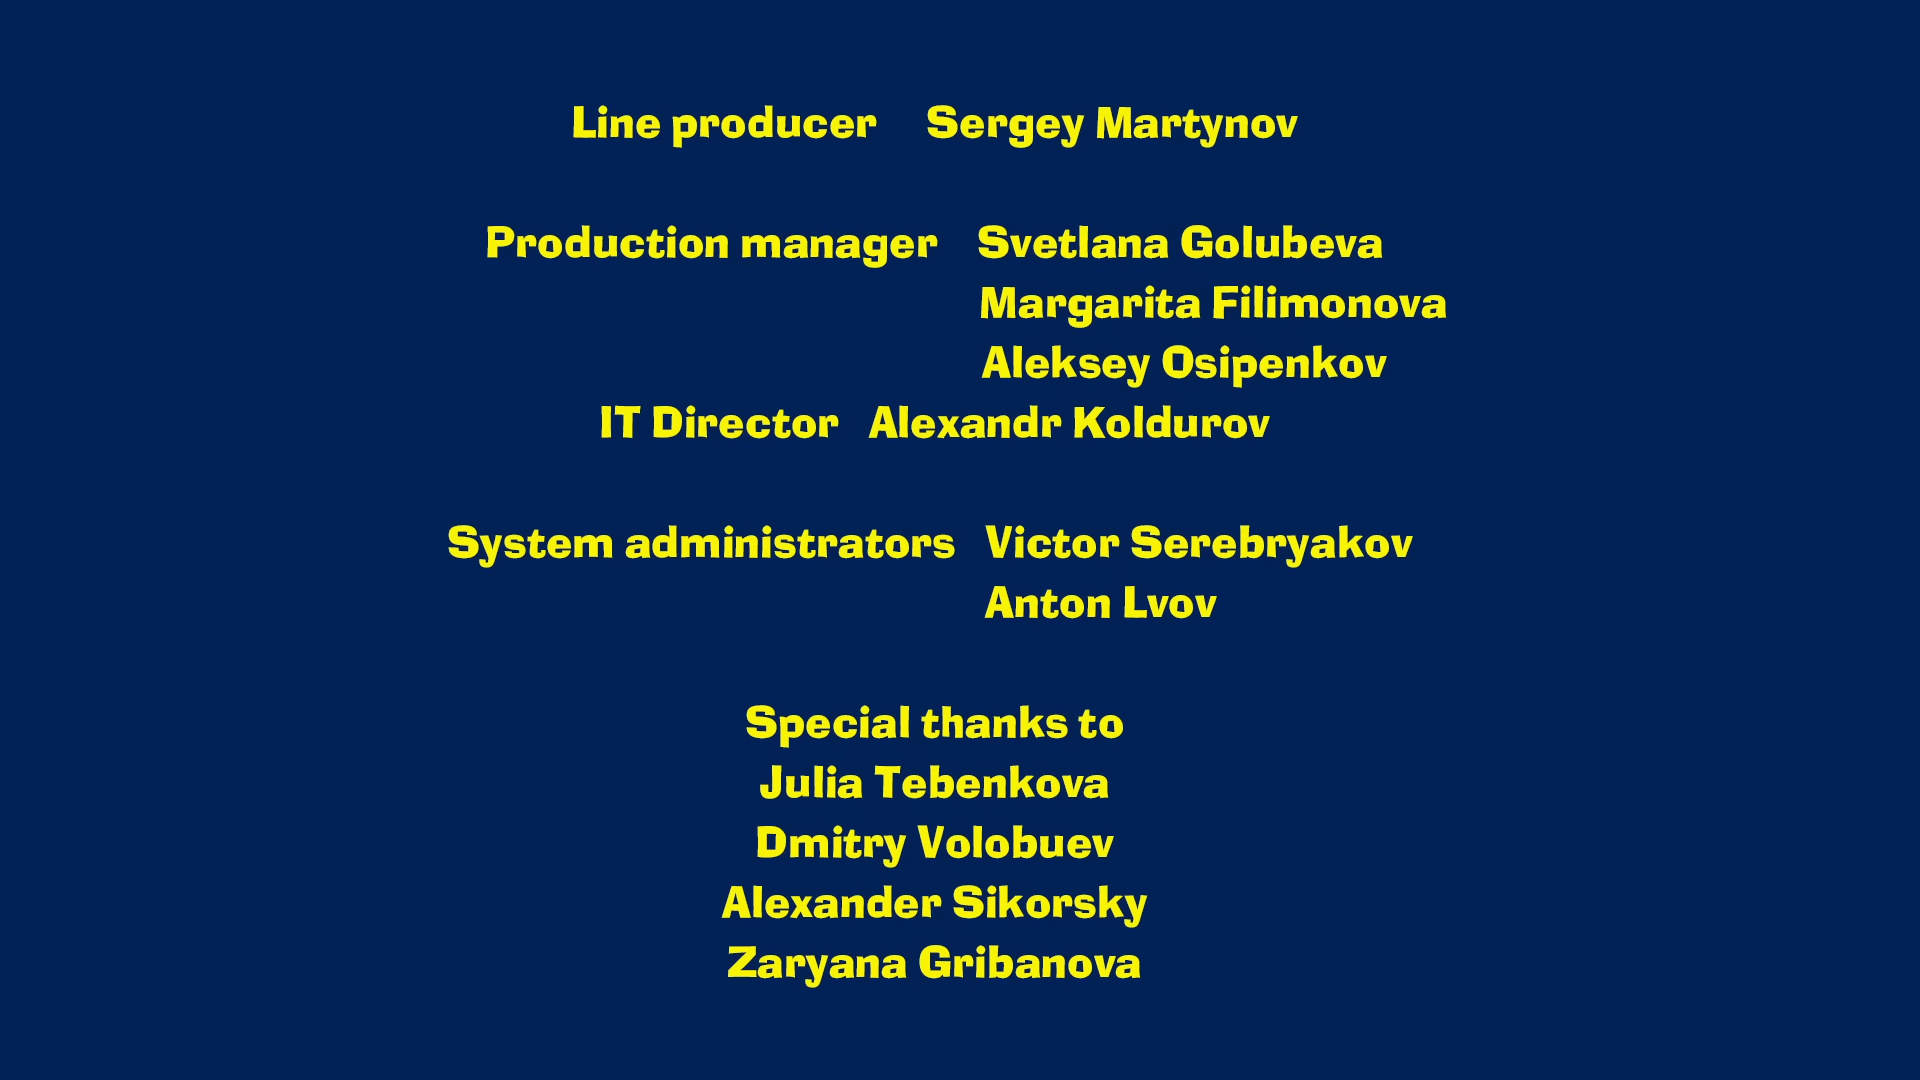 Line producer Sergey Martynov
Production manager Svetlana Golubeva
Margarita Filimonova
Aleksey Osipenkov
IT Director Alexandr Koldurov
System administrators Victor Serebryakov
Anton Lvov
Special thanks to
Julia Tebenkova
Dmitry Volobuev
Alexander Sikorsky
Zaryana Gribanova